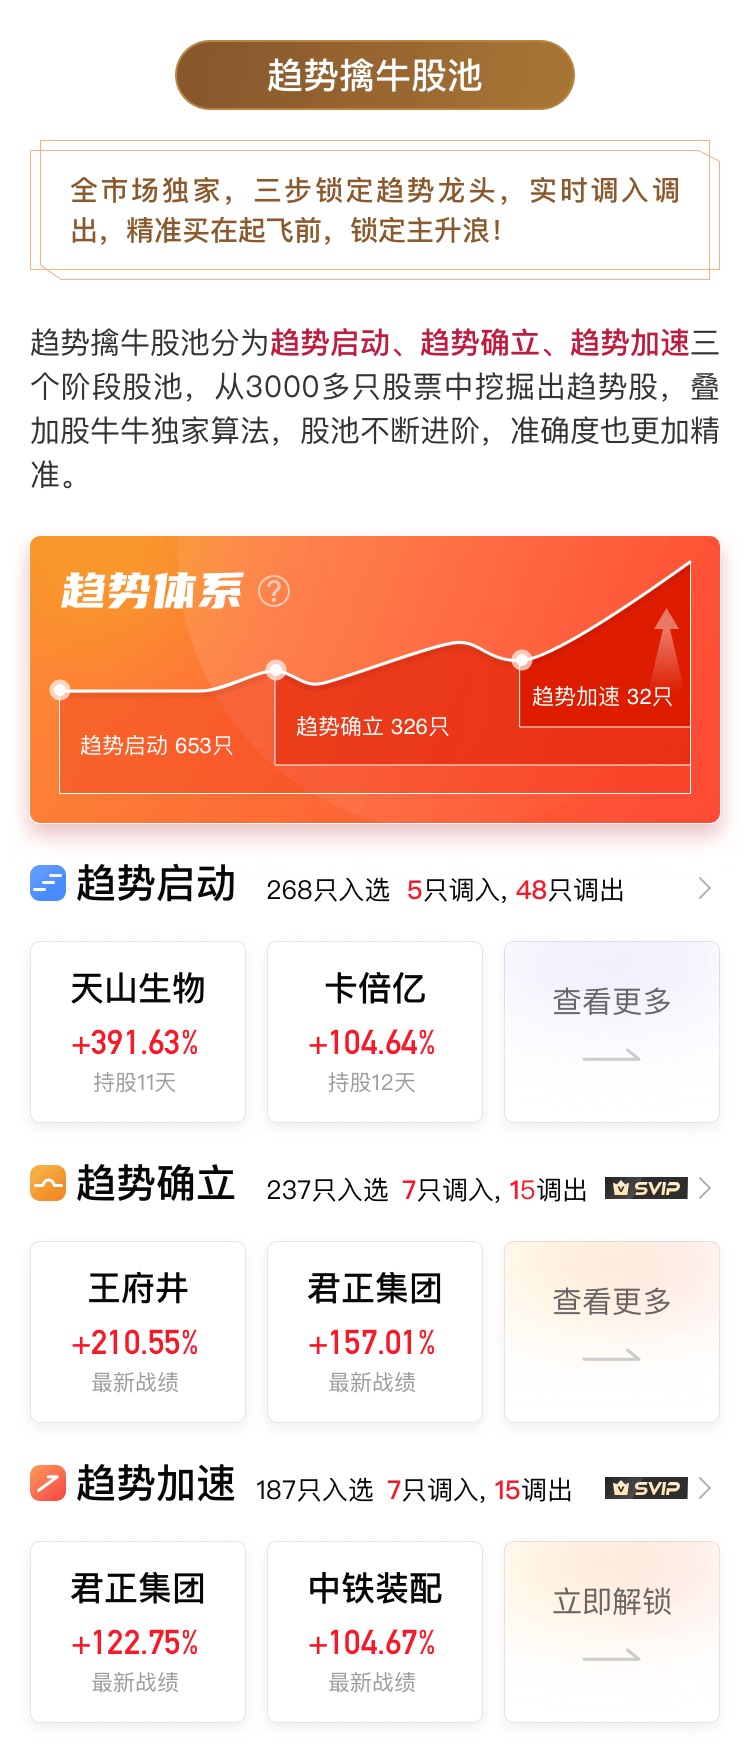 趋势擒牛股池
全市场独家，三步锁定趋势龙头，实时调入调
出，精准买在起飞前，锁定主升浪！
趋势擒牛股池分为趋势启动、趋势确立、趋势加速三
个阶段股池，从3000多只股票中挖掘出趋势股，叠
加股牛牛独家算法，股池不断进阶，准确度也更加精
准。
趋势体系 ?
趋势加速 32只
趋势确立 326只
趋势启动 653只
趋势启动 268只入选 5只调入, 48只调出
天山生物 卡倍亿 查看更多
+391.63% +104.64%
持股11天 持股12天
趋势确立 237只入选 7只调入, 15调出 SVIP
王府井 君正集团 查看更多
+210.55% +157.01%
最新战绩 最新战绩
趋势加速 187只入选 7只调入, 15调出 SVIP
君正集团 中铁装配 立即解锁
+122.75% +104.67%
最新战绩 最新战绩